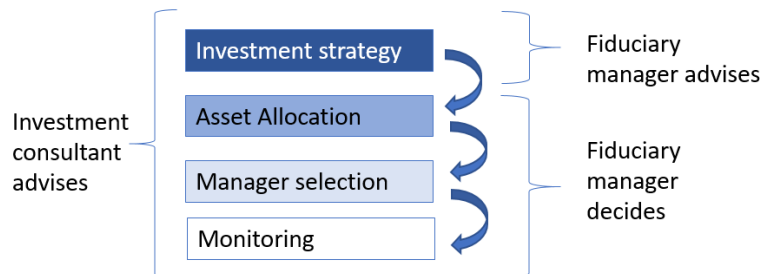 Investment strategy
Asset Allocation
Manager selection
Monitoring
Investment
consultant
advises
Fiduciary
manager advises
Fiduciary
manager
decides